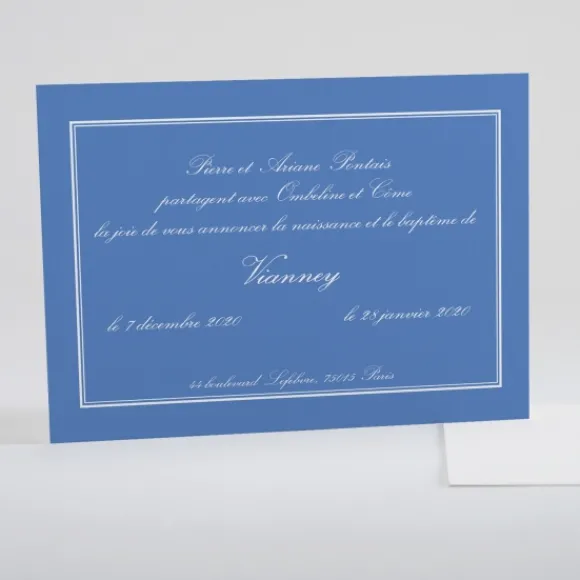 Pierre et Ariane Pontais
partagent avec Ombeline et Côme
la joie de vous annoncer la naissance et le baptême de
Vianney
le 7 décembre 2020
le 28 janvier 2020
44 boulevard Lefebvre, 75015 Paris